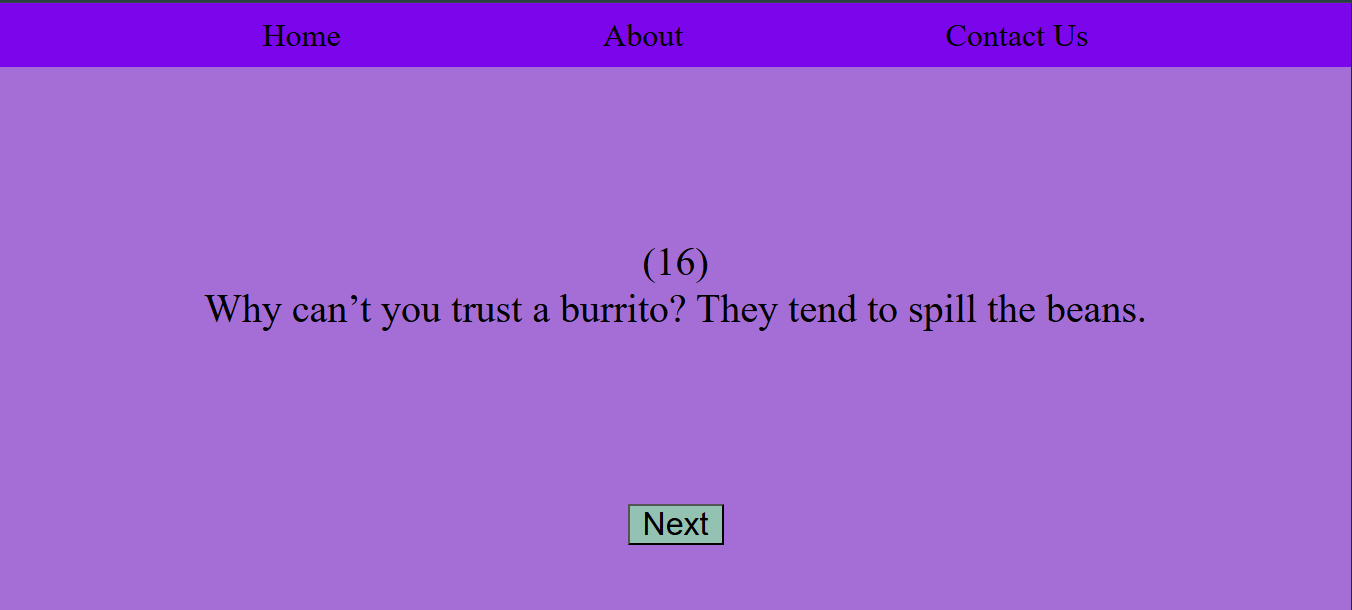 Home About Contact Us
(16)
Why can’t you trust a burrito? They tend to spill the beans.
Next